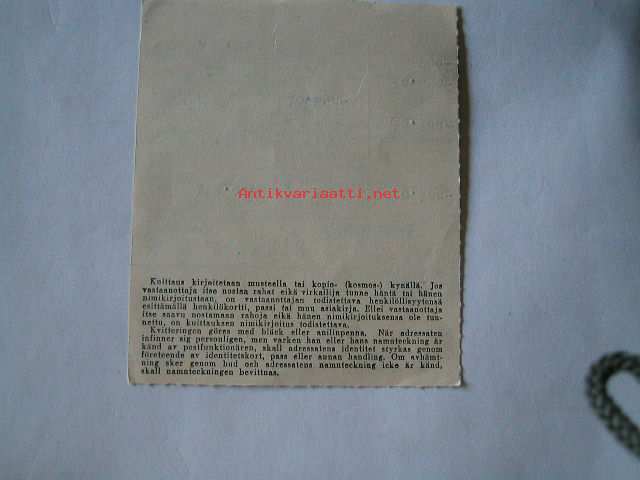 Antikvariaatti.net
Kuittaus kirjoitetaan musteella tai kopio- (kosmos-) kynällä. Jos
vastaanottaja itse nostaa rahat eikä virkailija tunne häntä tai hänen
nimikirjoitustaan, on vastaanottajan todistettava henkilöllisyytensä
esittämällä henkilökortti, passi tai muu asiakirja. Ellei vastaanottaja
itse saavu nostamaan rahoja eikä hänen nimikirjoituksensa ole tun-
nettu, on kuittauksen nimikirjoitus todistettava.
Kvitteringen göres med bläck eller anilinpenna. När adressaten
infinner sig personligen, men varken han eller hans namnteckning är
känd av postfunktionären, skall adressatens identitet styrkas genom
företeende av identitetskort, pass eller annan handling. Om avhämt-
ning sker genom bud och adressatens namnteckning icke är känd,
skall namnteckningen bevittnas.